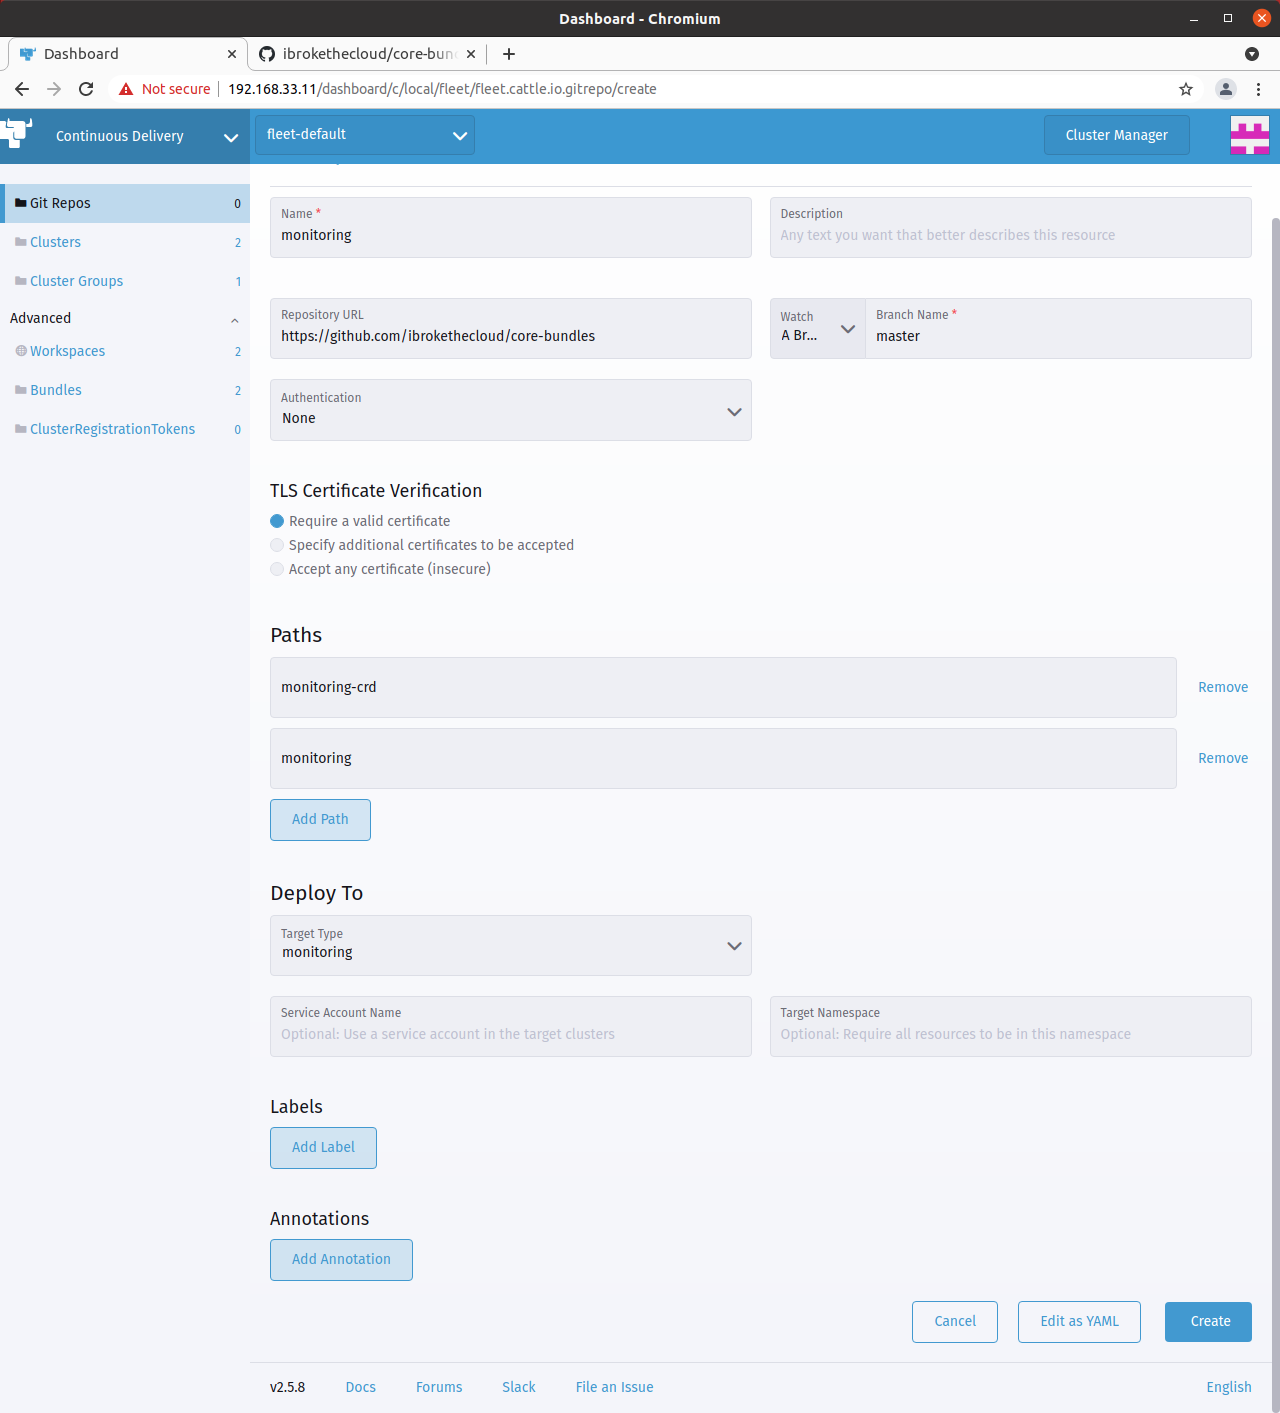 Dashboard - Chromium
Dashboard
ibrokethecloud/core-bun
Not secure
192.168.33.11/dashboard/c/local/fleet/fleet.cattle.io.gitrepo/create
Continuous Delivery
fleet-default
Cluster Manager
Git Repos 0
Clusters 2
Cluster Groups 1
Advanced
Workspaces 2
Bundles 2
ClusterRegistrationTokens 0
Name *
monitoring
Description
Any text you want that better describes this resource
Repository URL
https://github.com/ibrokethecloud/core-bundles
Watch
A Br...
Branch Name *
master
Authentication
None
TLS Certificate Verification
Require a valid certificate
Specify additional certificates to be accepted
Accept any certificate (insecure)
Paths
monitoring-crd
Remove
monitoring
Remove
Add Path
Deploy To
Target Type
monitoring
Service Account Name
Optional: Use a service account in the target clusters
Target Namespace
Optional: Require all resources to be in this namespace
Labels
Add Label
Annotations
Add Annotation
Cancel
Edit as YAML
Create
v2.5.8
Docs
Forums
Slack
File an Issue
English